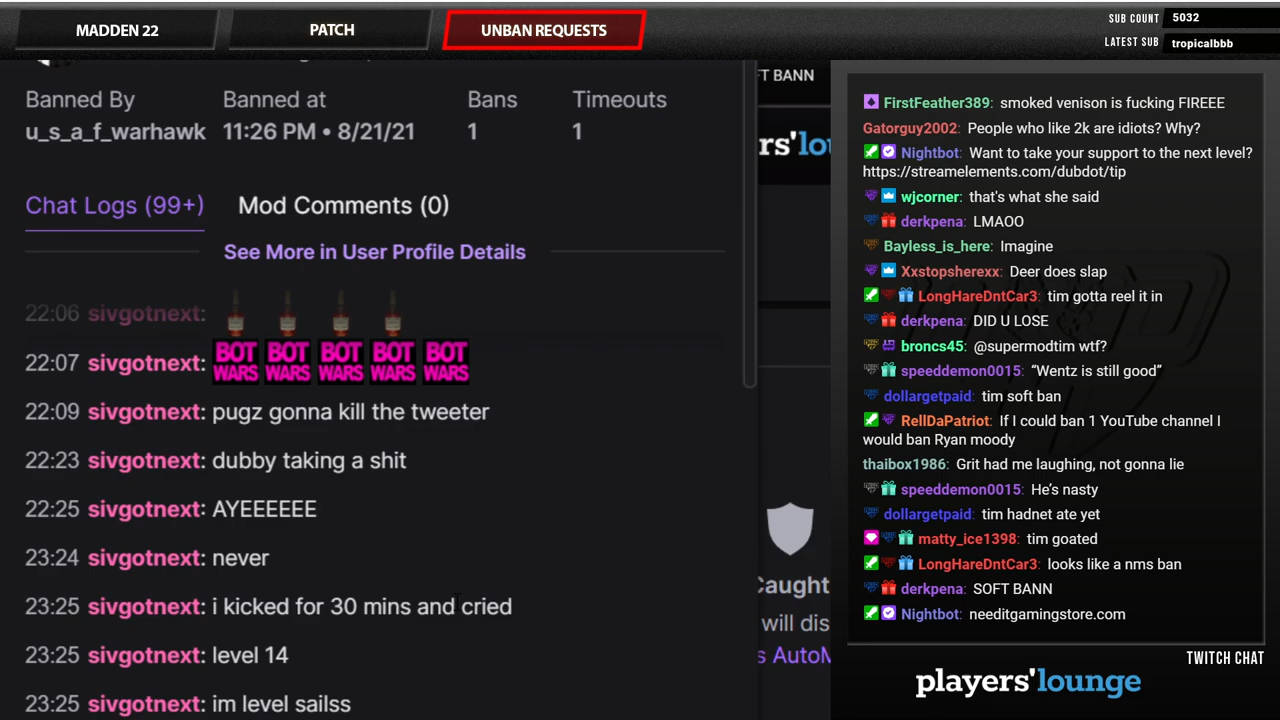 MADDEN 22
PATCH
UNBAN REQUESTS
SUB COUNT 5032
LATEST SUB tropicalbbb
Banned By Banned at Bans Timeouts
u_s_a_f_warhawk 11:26 PM • 8/21/21 1 1
Chat Logs (99+) Mod Comments (0)
See More in User Profile Details
22:06 sivgotnext:
22:07 sivgotnext: BOT WARS BOT WARS BOT WARS BOT WARS BOT WARS
22:09 sivgotnext: pugz gonna kill the tweeter
22:23 sivgotnext: dubby taking a shit
22:25 sivgotnext: AYEEEEEE
23:24 sivgotnext: never
23:25 sivgotnext: i kicked for 30 mins and cried
23:25 sivgotnext: level 14
23:25 sivgotnext: im level sailss
FT BANN
rs'lou
Caught
will dis
s AutoM
FirstFeather389: smoked venison is fucking FIREEE
Gatorguy2002: People who like 2k are idiots? Why?
Nightbot: Want to take your support to the next level?
https://streamelements.com/dubdot/tip
wjcorner: that's what she said
derkpena: LMAOO
Bayless_is_here: Imagine
Xxstopsherexx: Deer does slap
LongHareDntCar3: tim gotta reel it in
derkpena: DID U LOSE
broncs45: @supermodtim wtf?
speeddemon0015: “Wentz is still good”
dollargetpaid: tim soft ban
RellDaPatriot: If I could ban 1 YouTube channel I
would ban Ryan moody
thaibox1986: Grit had me laughing, not gonna lie
speeddemon0015: He’s nasty
dollargetpaid: tim hadnet ate yet
matty_ice1398: tim goated
LongHareDntCar3: looks like a nms ban
derkpena: SOFT BANN
Nightbot: needitgamingstore.com
TWITCH CHAT
players'lounge